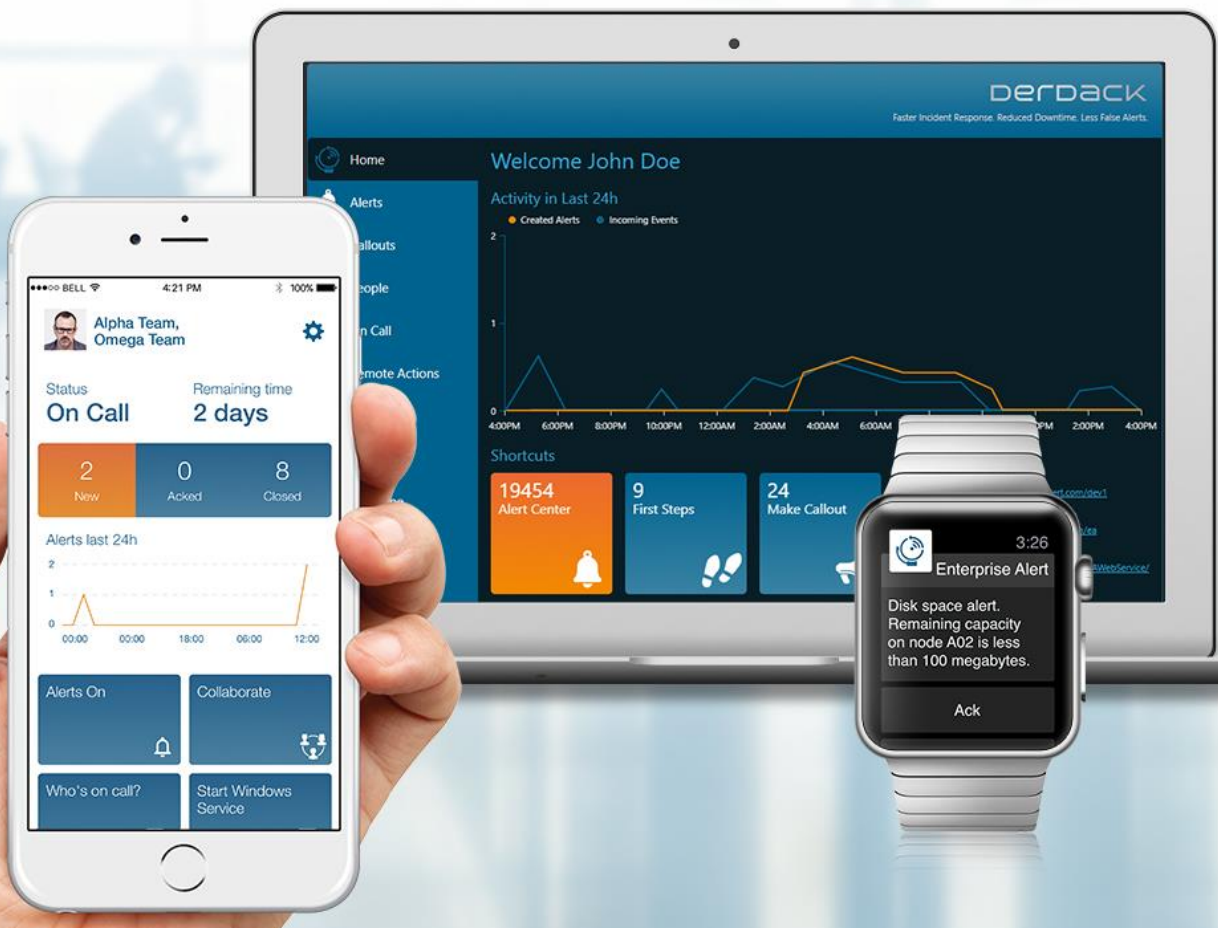 DERDACK
Faster Incident Response. Reduced Downtime. Less False Alerts.
Home
Alerts
Welcome John Doe
Activity in Last 24h
Created Alerts
Incoming Events
2
1
0
4:00PM 6:00PM 8:00PM 10:00PM 12:00AM 2:00AM 4:00AM 6:00AM 2:00PM 4:00PM
Remote Actions
Shortcuts
19454
Alert Center
9
First Steps
24
Make Callout
BELL
4:21 PM
100%
Alpha Team,
Omega Team
Status
On Call
Remaining time
2 days
2
New
0
Acked
8
Closed
Alerts last 24h
2
1
0
00:00 00:00 18:00 06:00 12:00
Alerts On
Collaborate
Who's on call?
Start Windows
Service
3:26
Enterprise Alert
Disk space alert.
Remaining capacity
on node A02 is less
than 100 megabytes.
Ack